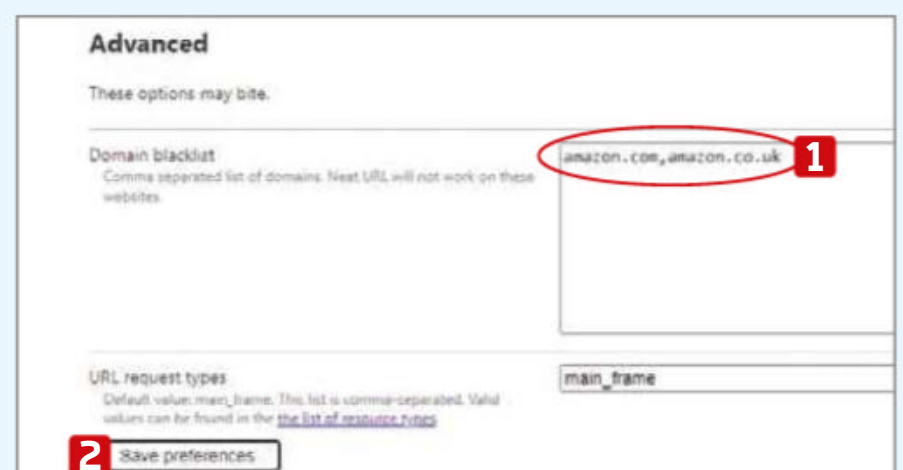 Advanced
These options may bite.
Domain blacklist
Comma separated list of domains. Neat URL will not work on these
websites.
amazon.com,amazon.co.uk
1
URL request types
Default value: main_frame. This list is comma-separated. Valid
values can be found in the the list of resource types
main_frame
2
Save preferences